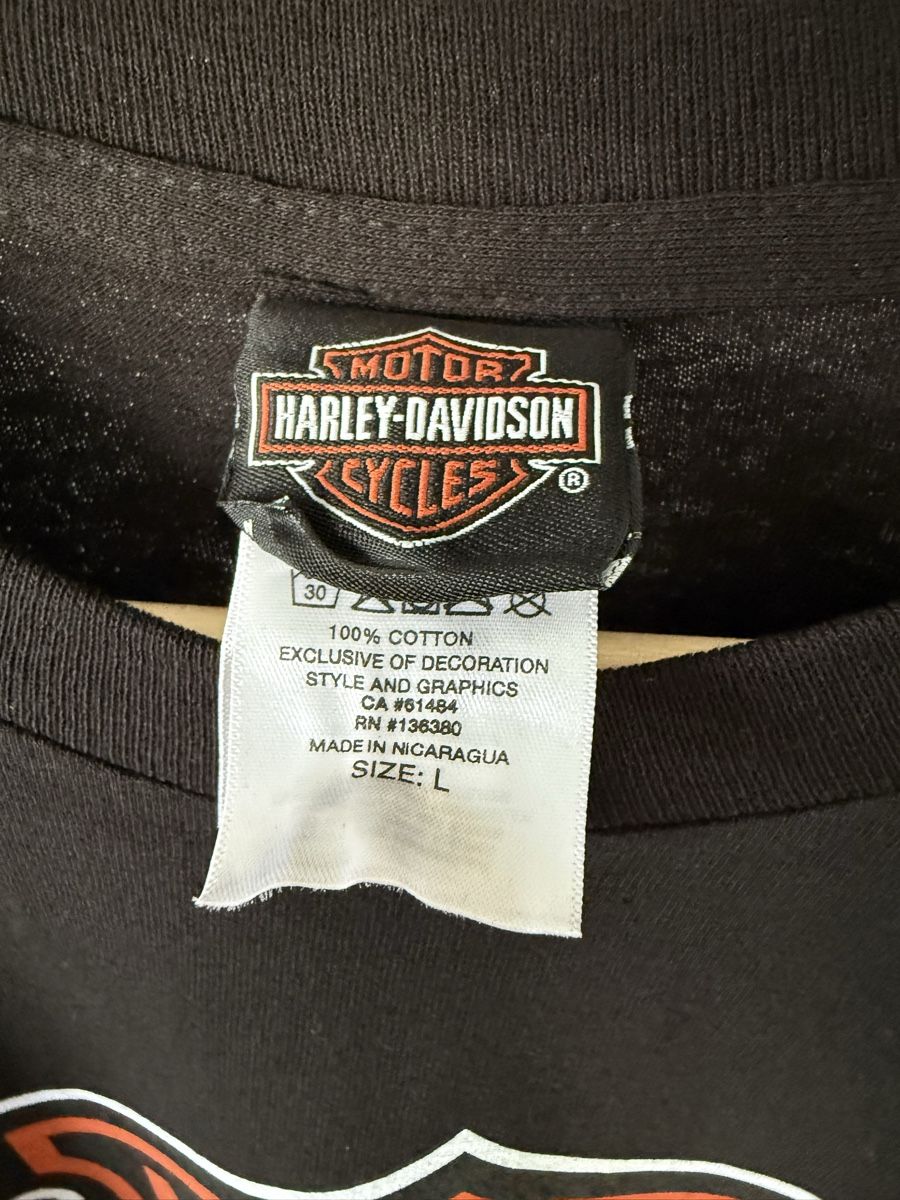 MOTOR
HARLEY-DAVIDSON
CYCLES
®
30
100% COTTON
EXCLUSIVE OF DECORATION
STYLE AND GRAPHICS
CA #61484
RN #136380
MADE IN NICARAGUA
SIZE: L